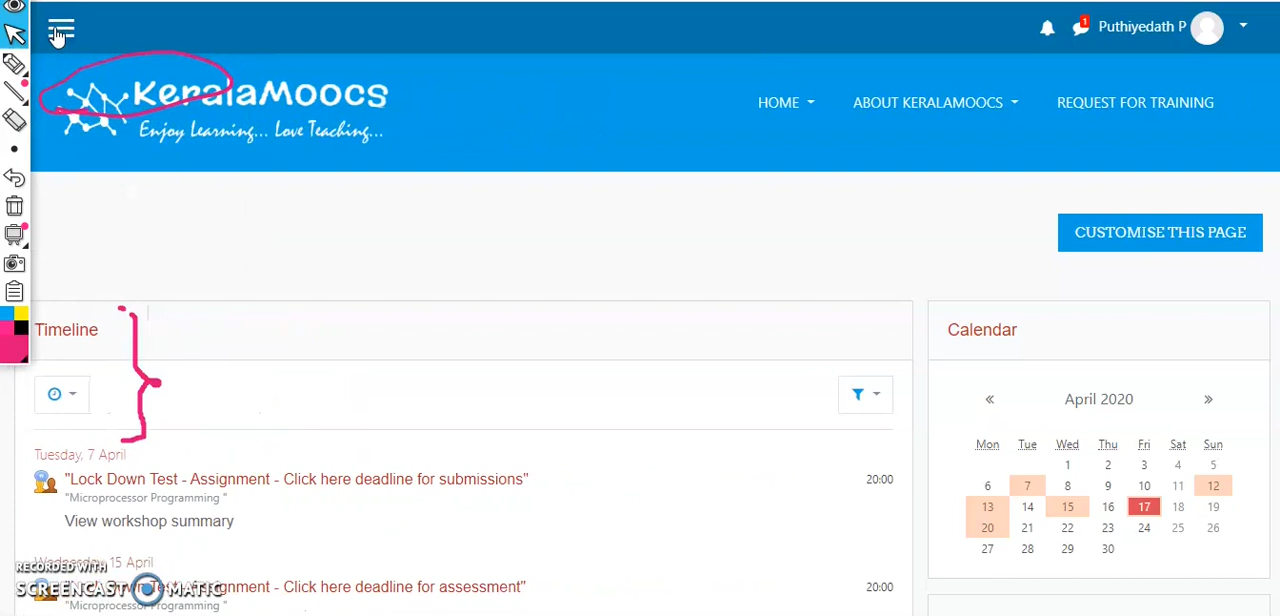 1
Puthiyedath P
KeralaMoocs
Enjoy Learning... Love Teaching...
HOME
ABOUT KERALAMOOCS
REQUEST FOR TRAINING
CUSTOMISE THIS PAGE
Timeline
Tuesday, 7 April
"Lock Down Test - Assignment - Click here deadline for submissions"
20:00
"Microprocessor Programming "
View workshop summary
Wednesday, 15 April
"Lock Down Test - Assignment - Click here deadline for assessment"
20:00
"Microprocessor Programming "
Calendar
« April 2020 »
Mon Tue Wed Thu Fri Sat Sun
1 2 3 4 5
6 7 8 9 10 11 12
13 14 15 16 17 18 19
20 21 22 23 24 25 26
27 28 29 30
RECORDED WITH
SCREENCAST MATIC